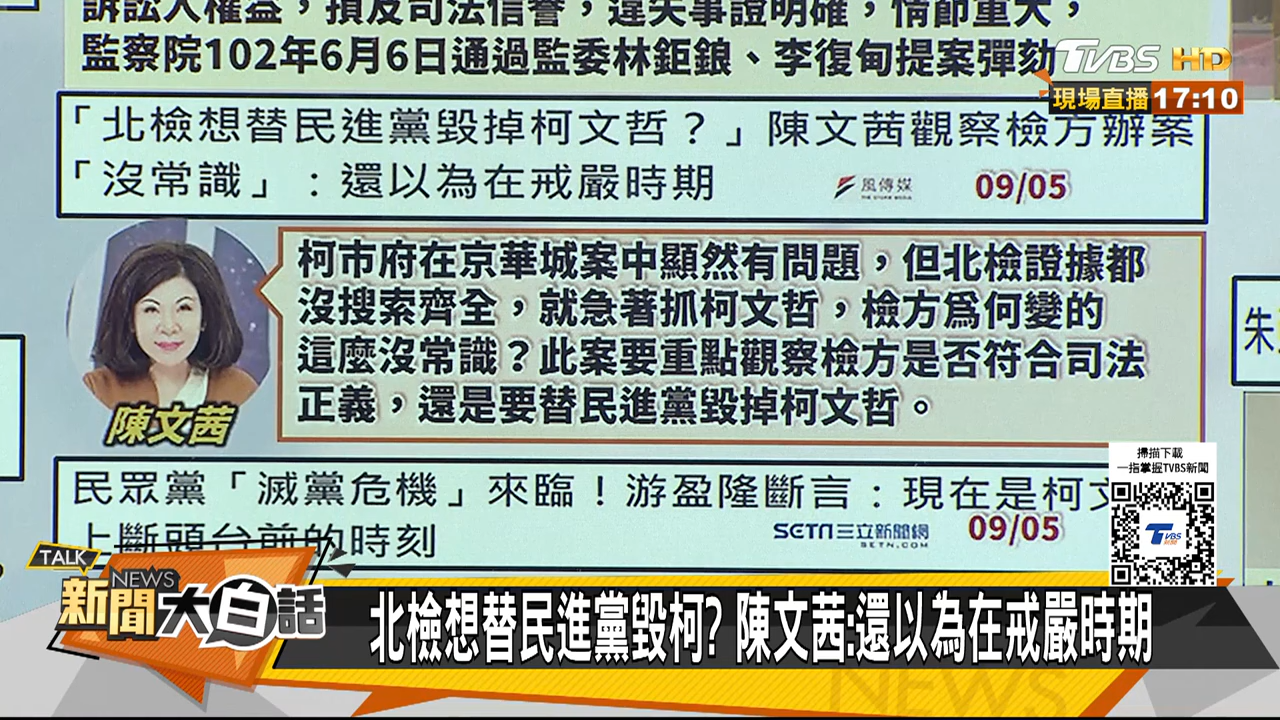 訴訟人權益，損及司法信譽，違失事證明確，情節重大，
監察院102年6月6日通過監委林鉅鋃、李復甸提案彈劾
TVBS HD
現場直播 17:10
「北檢想替民進黨毀掉柯文哲？」陳文茜觀察檢方辦案
「沒常識」：還以為在戒嚴時期
風傳媒
THE STORM MEDIA
09/05
柯市府在京華城案中顯然有問題，但北檢證據都
沒搜索齊全，就急著抓柯文哲，檢方為何變的
這麼沒常識？此案要重點觀察檢方是否符合司法
正義，還是要替民進黨毀掉柯文哲。
陳文茜
朱
掃描下載
一指掌握TVBS新聞
TVBS
民眾黨「滅黨危機」來臨！游盈隆斷言：現在是柯文
上斷頭台前的時刻
SETN三立新聞網
SETN.COM
09/05
TALK
NEWS
新聞大白話
北檢想替民進黨毀柯? 陳文茜:還以為在戒嚴時期
NEWS